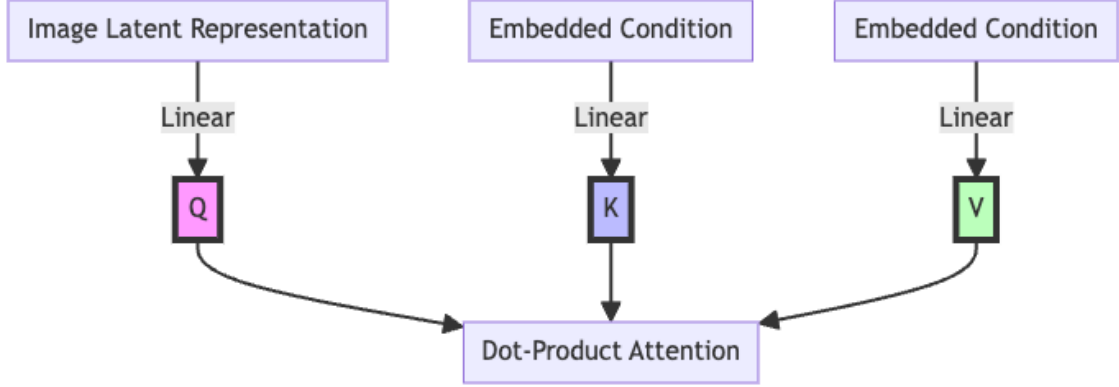 Image Latent Representation
Embedded Condition
Embedded Condition
Linear
Linear
Linear
Q
K
V
Dot-Product Attention